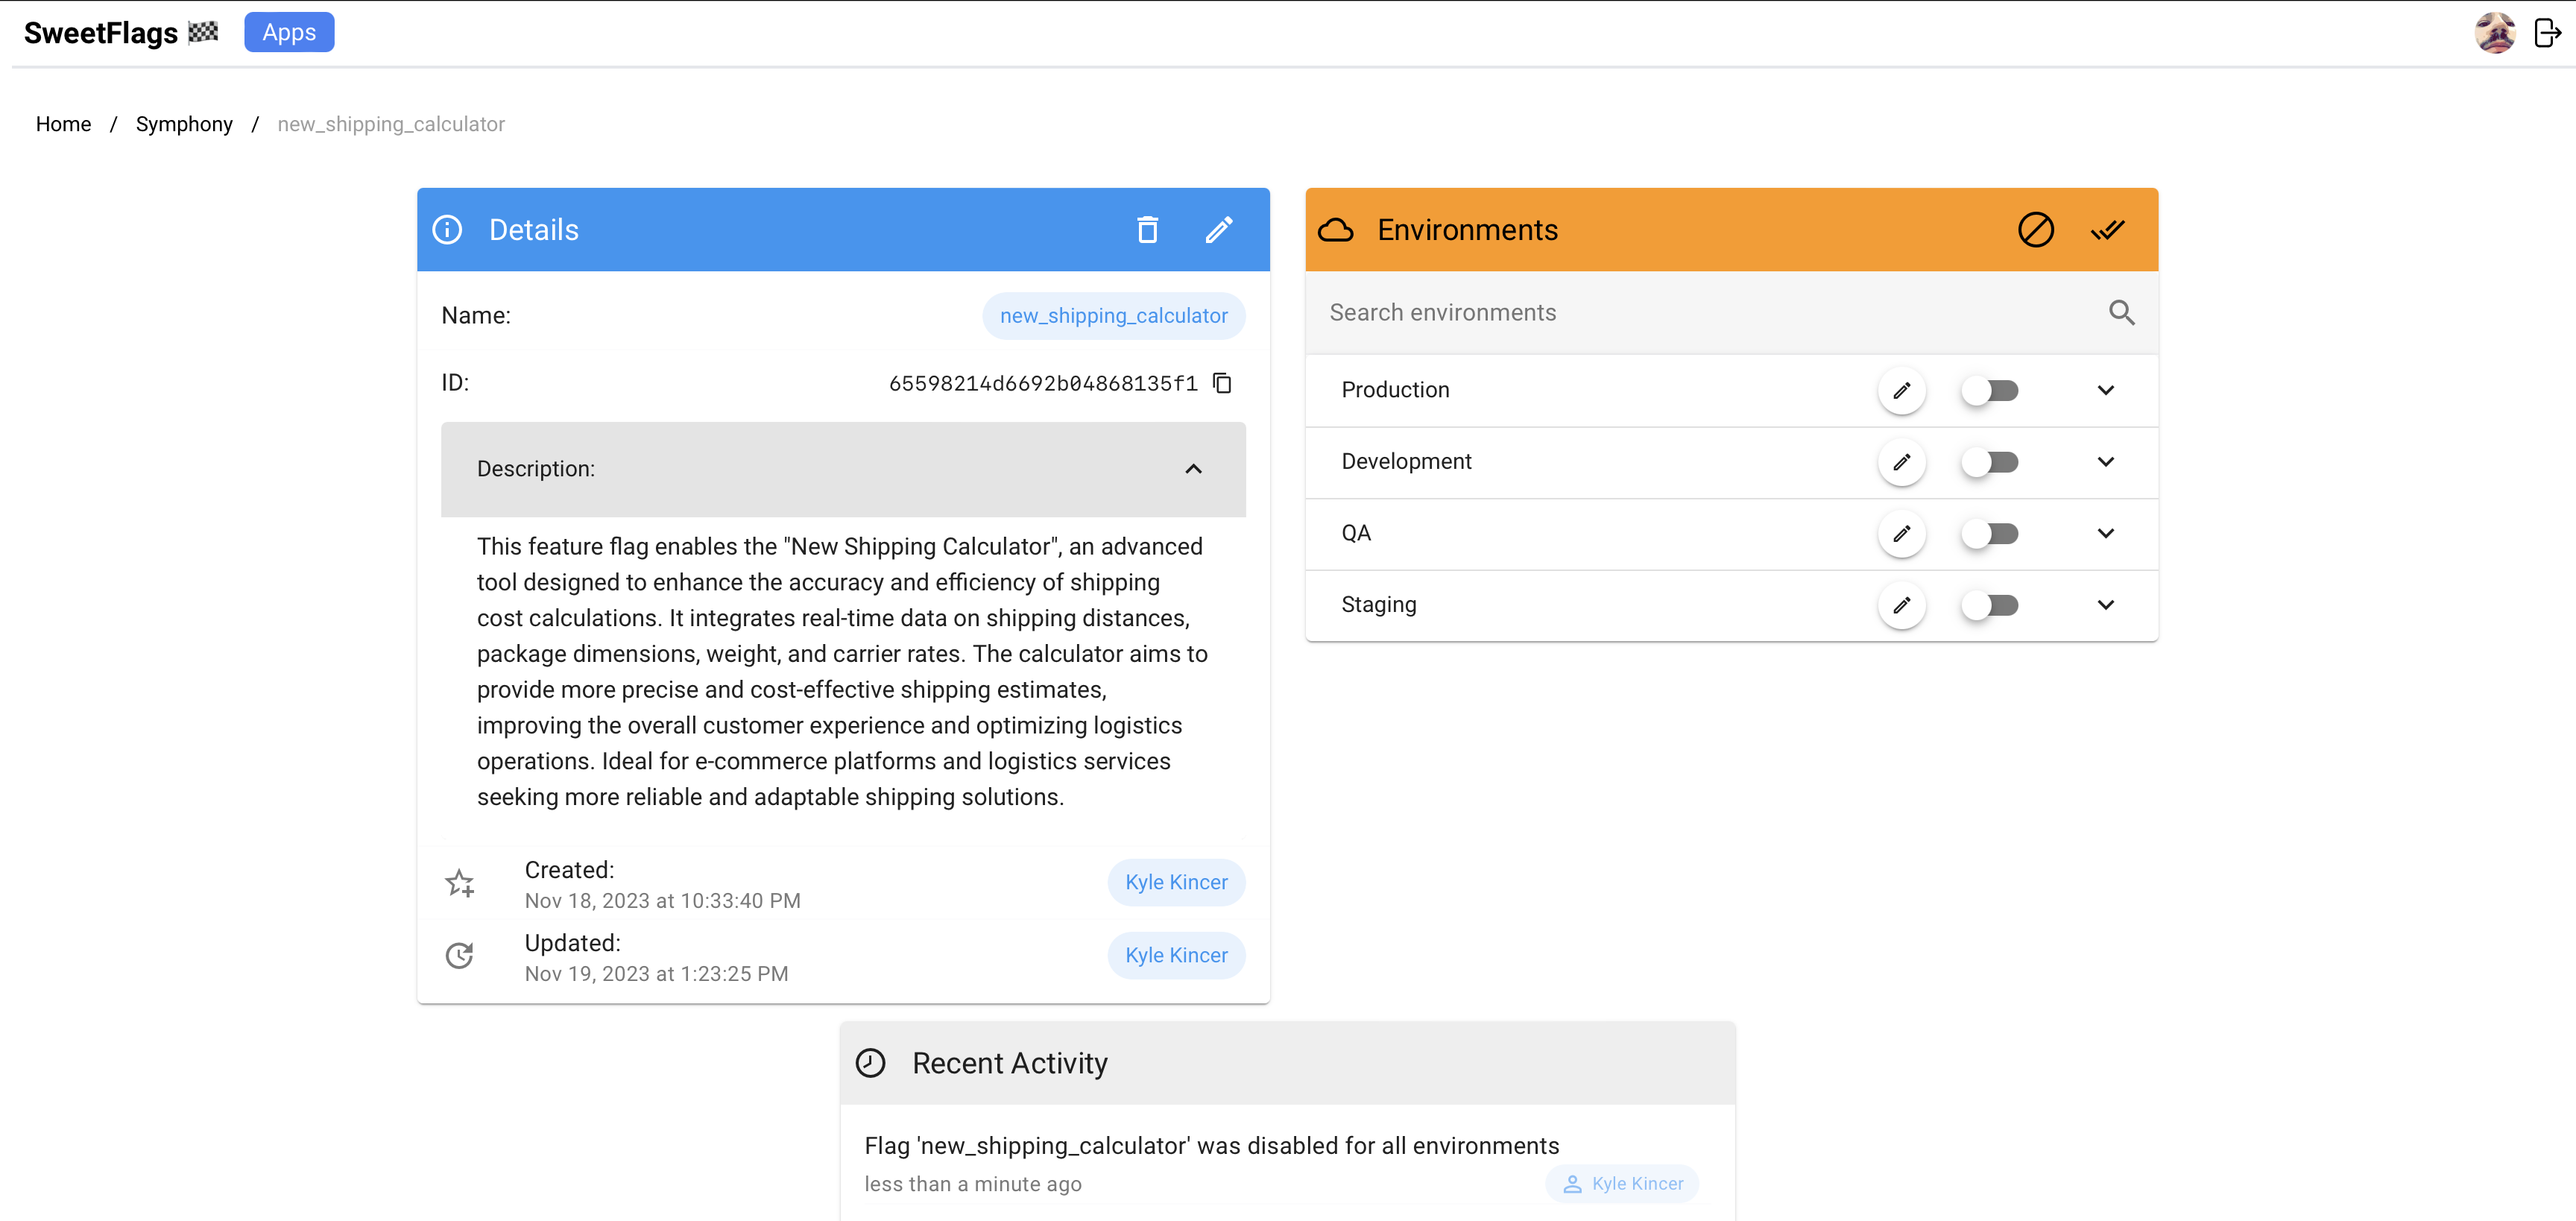 SweetFlags
Apps
Home / Symphony / new_shipping_calculator
Details
Name:
new_shipping_calculator
ID:
65598214d6692b04868135f1
Description:
This feature flag enables the "New Shipping Calculator", an advanced
tool designed to enhance the accuracy and efficiency of shipping
cost calculations. It integrates real-time data on shipping distances,
package dimensions, weight, and carrier rates. The calculator aims to
provide more precise and cost-effective shipping estimates,
improving the overall customer experience and optimizing logistics
operations. Ideal for e-commerce platforms and logistics services
seeking more reliable and adaptable shipping solutions.
Created:
Nov 18, 2023 at 10:33:40 PM
Kyle Kincer
Updated:
Nov 19, 2023 at 1:23:25 PM
Kyle Kincer
Environments
Search environments
Production
Development
QA
Staging
Recent Activity
Flag 'new_shipping_calculator' was disabled for all environments
less than a minute ago
Kyle Kincer